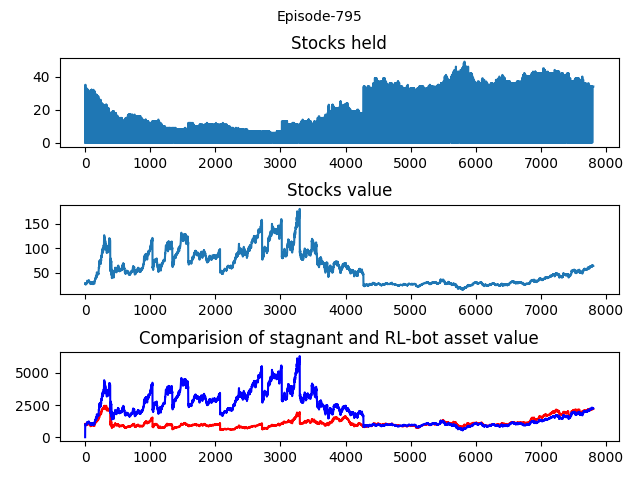 Episode-795
Stocks held
40
20
0
0 1000 2000 3000 4000 5000 6000 7000 8000
Stocks value
150
100
50
0 1000 2000 3000 4000 5000 6000 7000 8000
Comparision of stagnant and RL-bot asset value
5000
2500
0
0 1000 2000 3000 4000 5000 6000 7000 8000